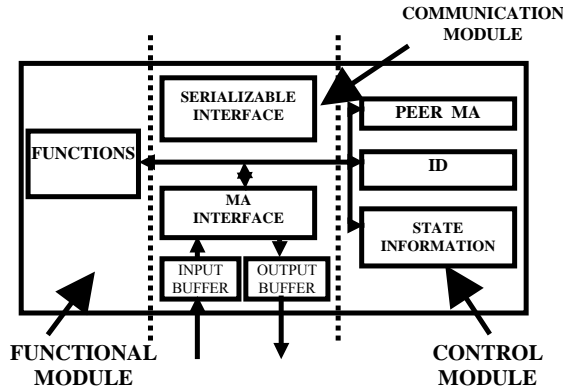 COMMUNICATION
MODULE
SERIALIZABLE
INTERFACE
PEER MA
FUNCTIONS
ID
MA
INTERFACE
STATE
INFORMATION
INPUT
BUFFER
OUTPUT
BUFFER
FUNCTIONAL
MODULE
CONTROL
MODULE